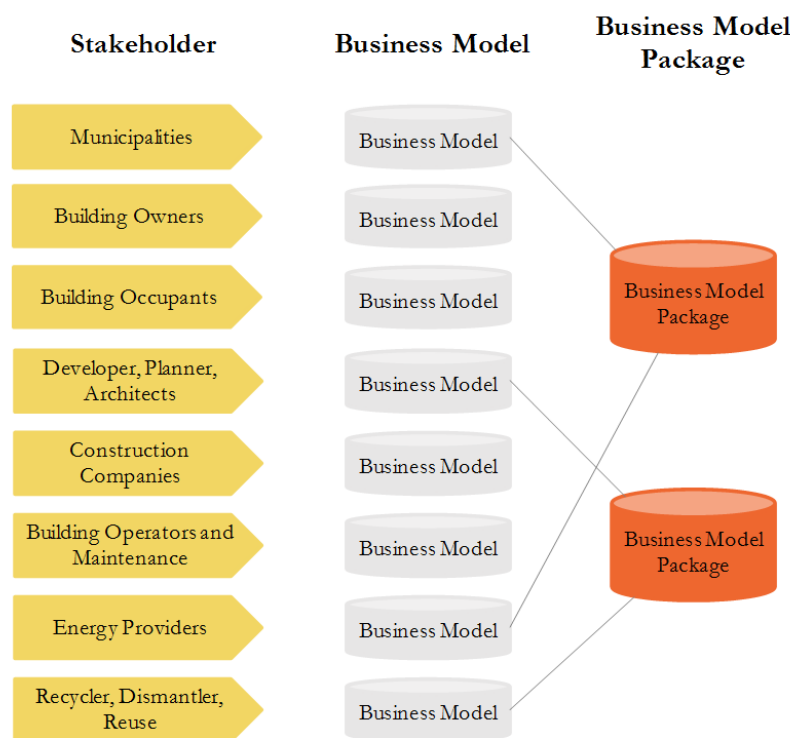 Stakeholder
Business Model
Business Model
Package
Municipalities
Business Model
Building Owners
Business Model
Building Occupants
Business Model
Business Model
Package
Developer, Planner,
Architects
Business Model
Construction
Companies
Business Model
Building Operators and
Maintenance
Business Model
Business Model
Package
Energy Providers
Business Model
Recycler, Dismantler,
Reuse
Business Model